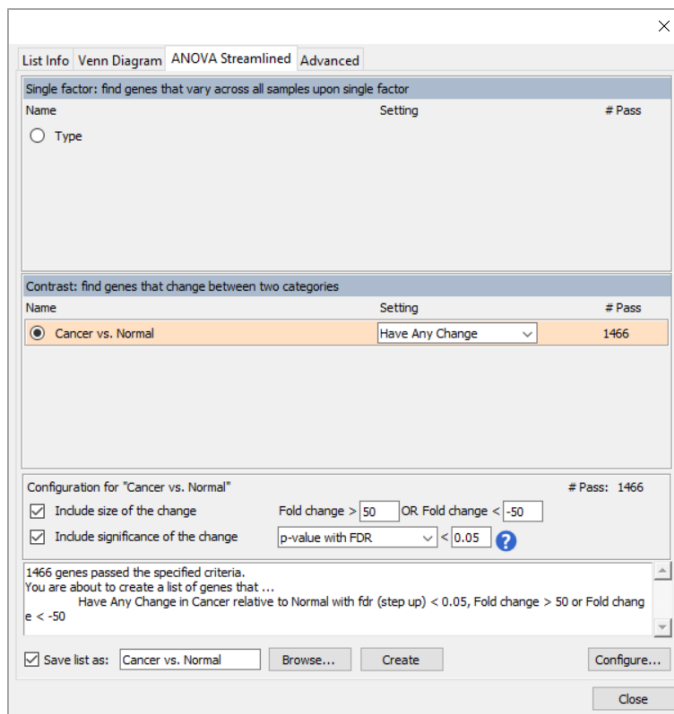 List Info Venn Diagram ANOVA Streamlined Advanced
Single factor: find genes that vary across all samples upon single factor
Name Setting # Pass
Type
Contrast: find genes that change between two categories
Name Setting # Pass
Cancer vs. Normal Have Any Change 1466
Configuration for "Cancer vs. Normal" # Pass: 1466
Include size of the change Fold change > 50 OR Fold change < -50
Include significance of the change p-value with FDR < 0.05 ?
1466 genes passed the specified criteria.
You are about to create a list of genes that ...
Have Any Change in Cancer relative to Normal with fdr (step up) < 0.05, Fold change > 50 or Fold chang
e < -50
Save list as: Cancer vs. Normal Browse... Create Configure...
Close